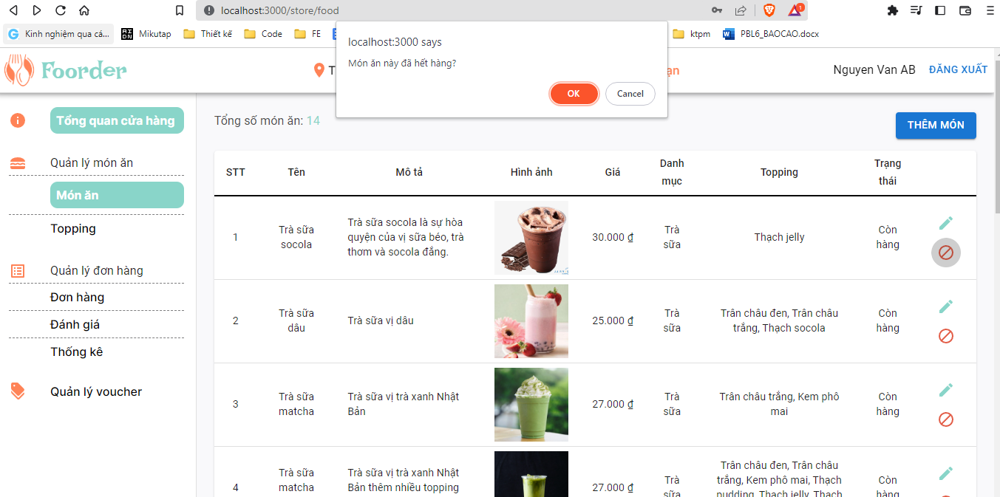 localhost:3000/store/food
1
Kinh nghiệm qua cá...
Mikutap
Thiết kế
Code
FE
ktpm
PBL6_BAOCAO.docx
localhost:3000 says
Món ăn này đã hết hàng?
OK
Cancel
Foorder
T
ạn
Nguyen Van AB
ĐĂNG XUẤT
Tổng quan cửa hàng
Quản lý món ăn
Món ăn
Topping
Quản lý đơn hàng
Đơn hàng
Đánh giá
Thống kê
Quản lý voucher
Tổng số món ăn: 14
THÊM MÓN
STT
Tên
Mô tả
Hình ảnh
Giá
Danh
mục
Topping
Trạng
thái
1
Trà sữa
socola
Trà sữa socola là sự hòa
quyện của vị sữa béo, trà
thơm và socola đắng.
30.000 ₫
Trà
sữa
Thạch jelly
Còn
hàng
2
Trà sữa
dâu
Trà sữa vị dâu
25.000 ₫
Trà
sữa
Trân châu đen, Trân châu
trắng, Thạch socola
Còn
hàng
3
Trà sữa
matcha
Trà sữa vị trà xanh Nhật
Bản
27.000 ₫
Trà
sữa
Trân châu trắng, Kem phô
mai
Còn
hàng
4
Trà sữa
matcha
Trà sữa vị trà xanh Nhật
Bản thêm nhiều topping
27.000 ₫
Trà
sữa
Trân châu đen, Trân châu
trắng, Kem phô mai, Thạch
pudding, Thạch jelly, Thạch
Còn
hàng